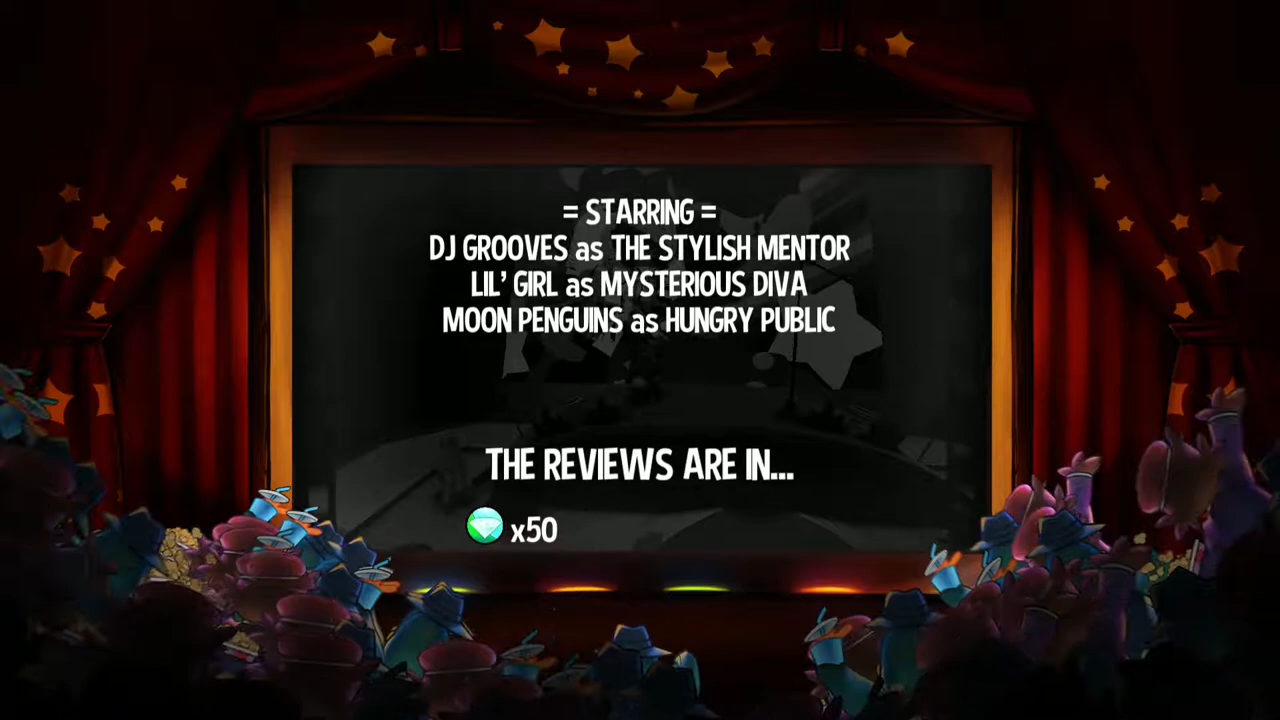 = STARRING =
DJ GROOVES as THE STYLISH MENTOR
LIL' GIRL as MYSTERIOUS DIVA
MOON PENGUINS as HUNGRY PUBLIC
THE REVIEWS ARE IN...
x50